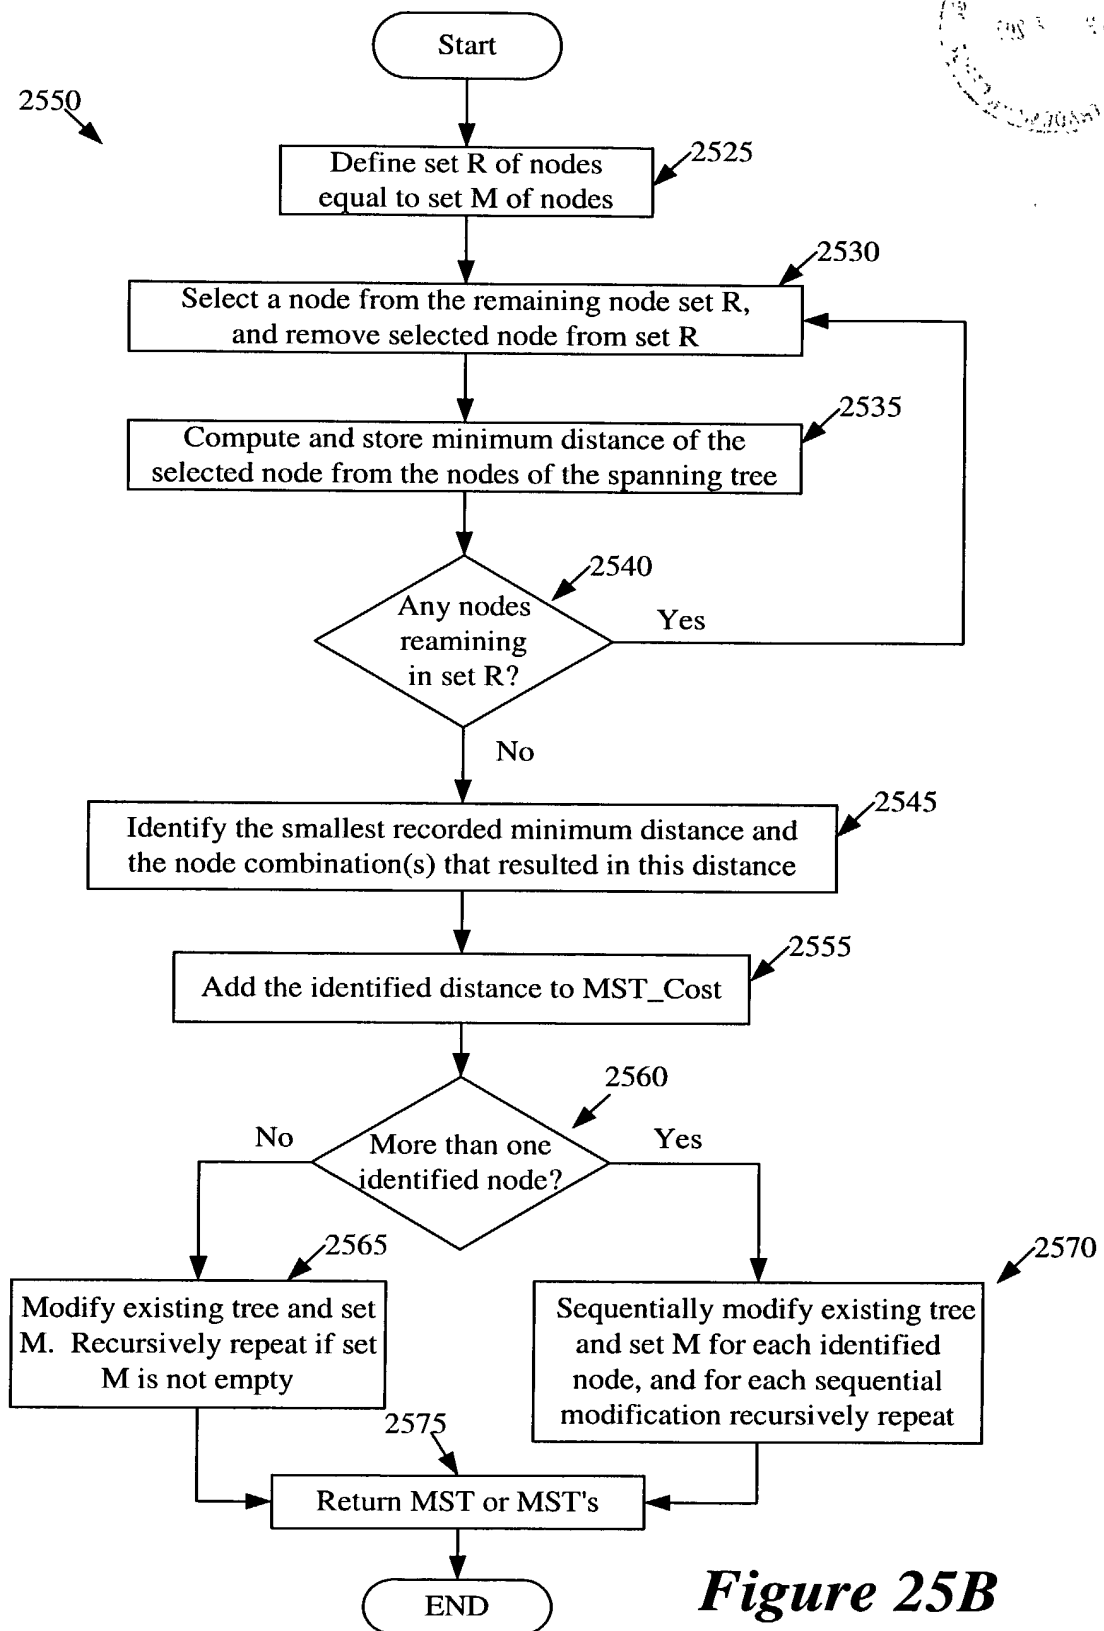 Start
2550
2525
Define set R of nodes
equal to set M of nodes
2530
Select a node from the remaining node set R,
and remove selected node from set R
2535
Compute and store minimum distance of the
selected node from the nodes of the spanning tree
2540
Any nodes
reamining
in set R?
Yes
No
2545
Identify the smallest recorded minimum distance and
the node combination(s) that resulted in this distance
2555
Add the identified distance to MST_Cost
2560
No
More than one
identified node?
Yes
2565
2570
Modify existing tree and set
M. Recursively repeat if set
M is not empty
Sequentially modify existing tree
and set M for each identified
node, and for each sequential
modification recursively repeat
2575
Return MST or MST's
END
Figure 25B